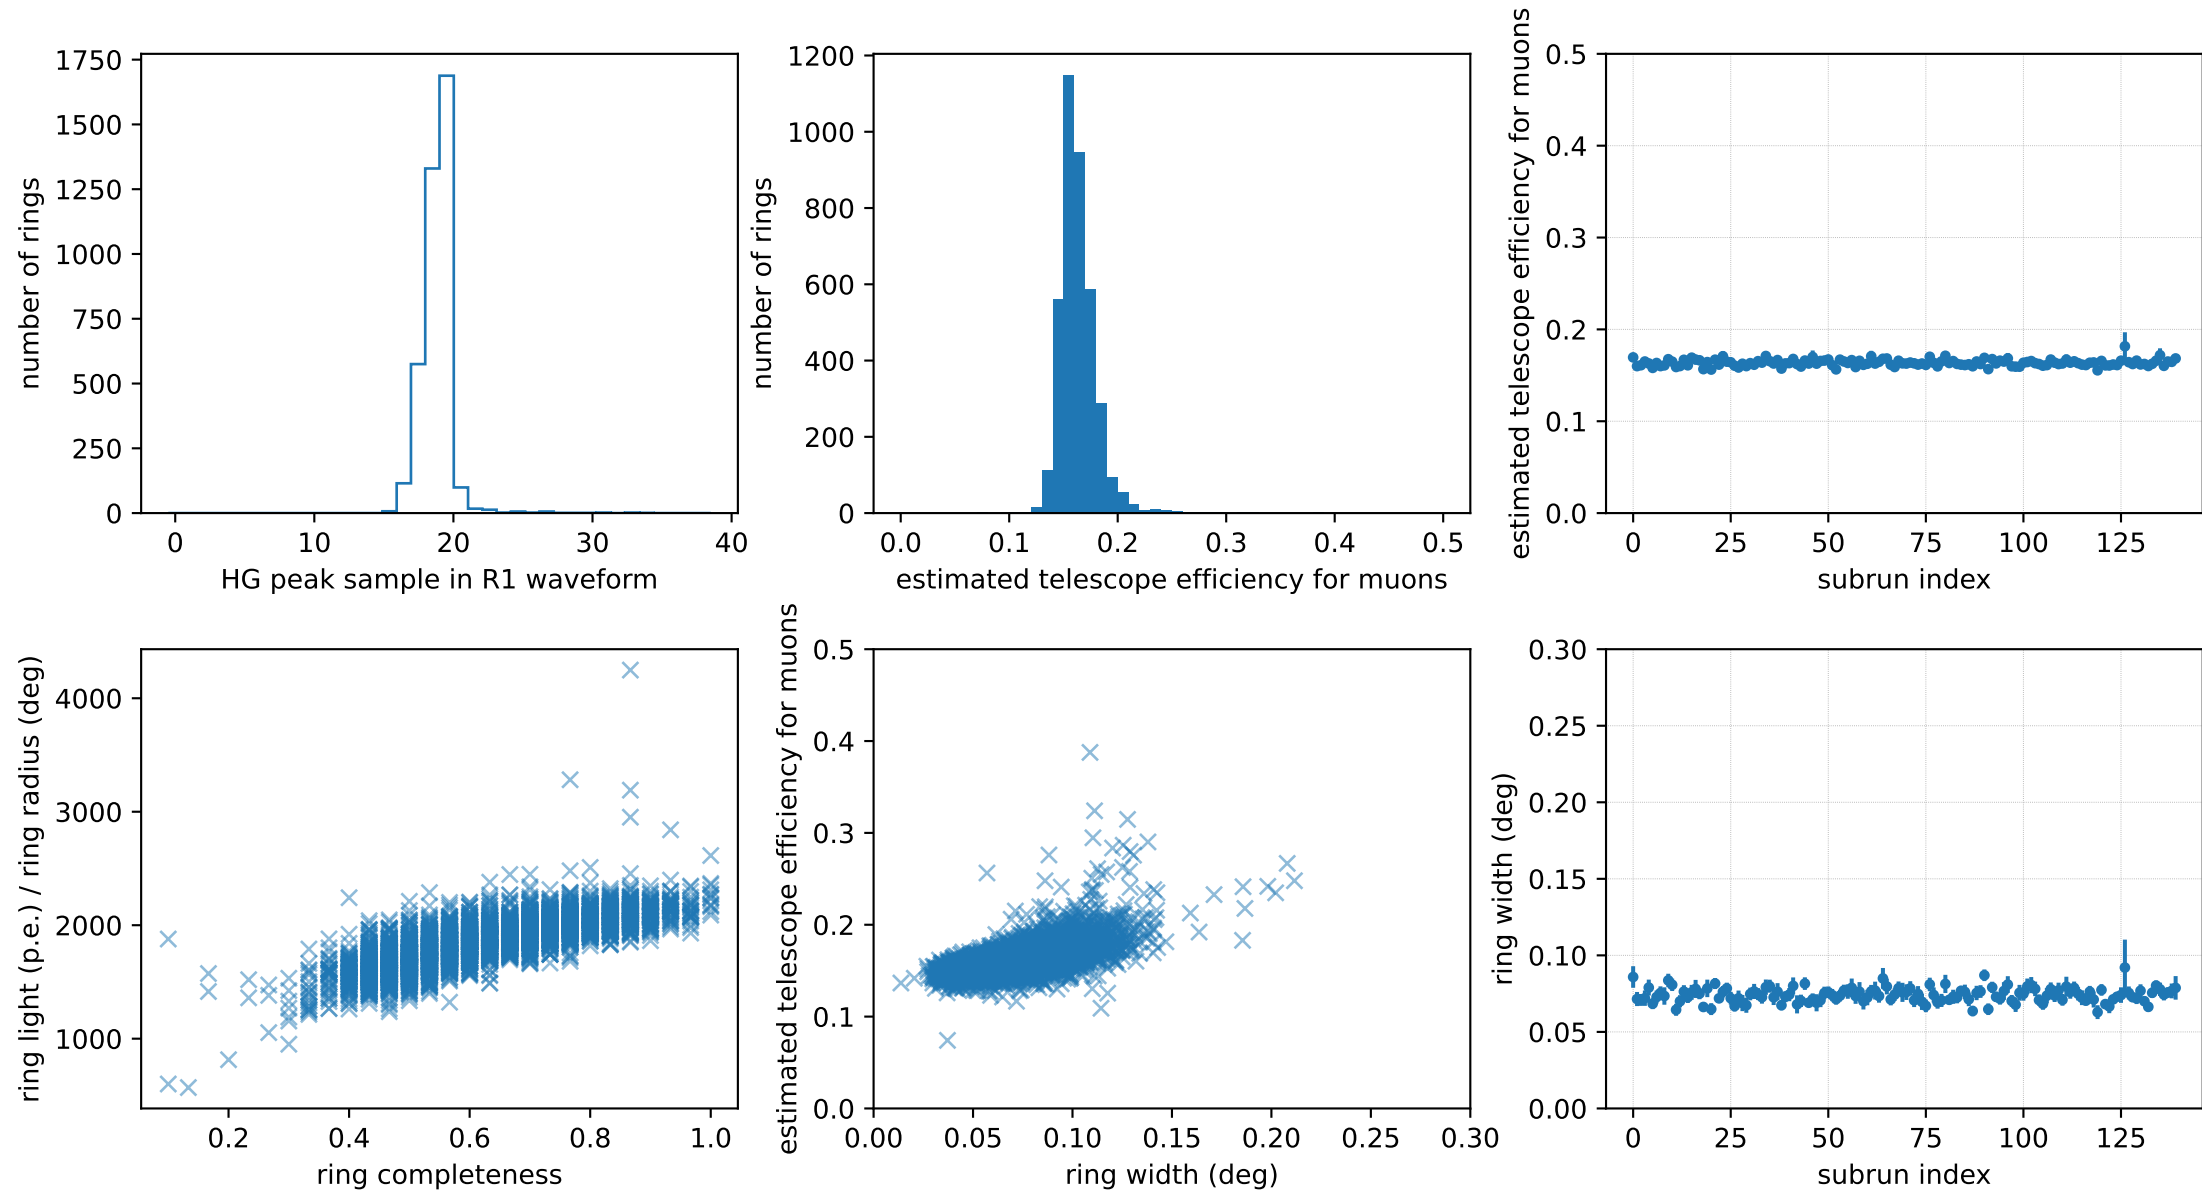 number of rings
1750
1500
1250
1000
750
500
250
0
0 10 20 30 40
HG peak sample in R1 waveform
number of rings
1200
1000
800
600
400
200
0
0.0 0.1 0.2 0.3 0.4 0.5
estimated telescope efficiency for muons
estimated telescope efficiency for muons
0.5
0.4
0.3
0.2
0.1
0.0
0 25 50 75 100 125
subrun index
ring light (p.e.) / ring radius (deg)
4000
3000
2000
1000
0.2 0.4 0.6 0.8 1.0
ring completeness
estimated telescope efficiency for muons
0.5
0.4
0.3
0.2
0.1
0.0
0.00 0.05 0.10 0.15 0.20 0.25 0.30
ring width (deg)
ring width (deg)
0.30
0.25
0.20
0.15
0.10
0.05
0.00
0 25 50 75 100 125
subrun index